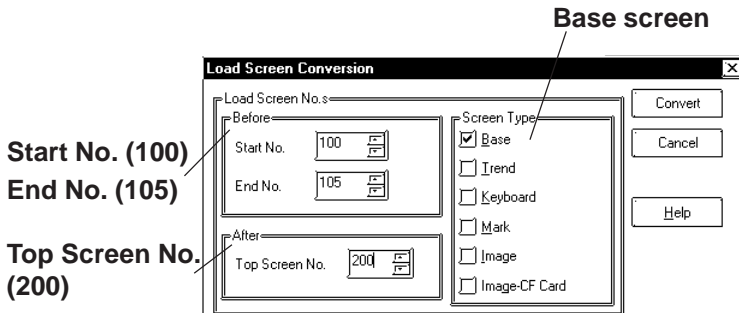 Base screen
Load Screen Conversion
Load Screen No.s
Before
Start No. 100
End No. 105
Start No. (100)
End No. (105)
After
Top Screen No. 200
Top Screen No.
(200)
Screen Type
Base
Trend
Keyboard
Mark
Image
Image-CF Card
Convert
Cancel
Help